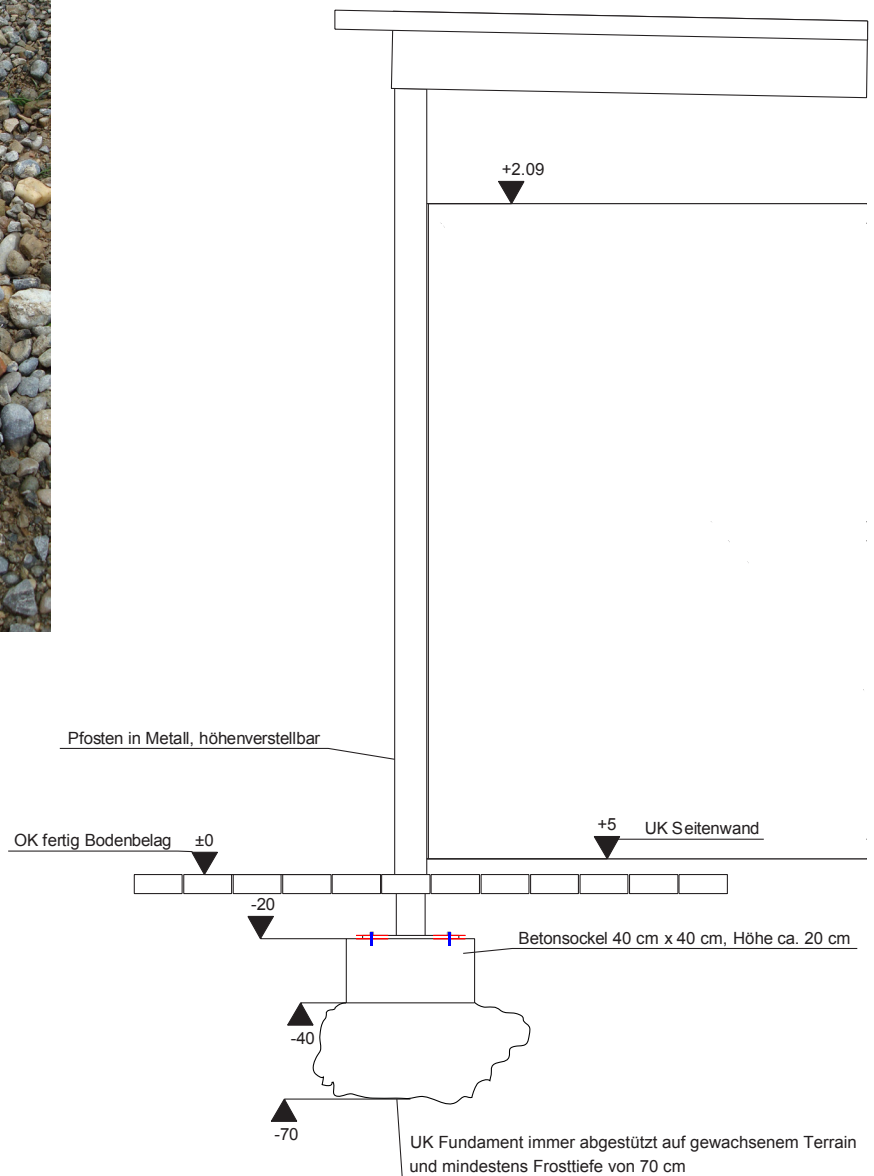 +2.09
Pfosten in Metall, höhenverstellbar
OK fertig Bodenbelag ±0
+5 UK Seitenwand
-20
Betonsockel 40 cm x 40 cm, Höhe ca. 20 cm
-40
-70
UK Fundament immer abgestützt auf gewachsenem Terrain
und mindestens Frosttiefe von 70 cm